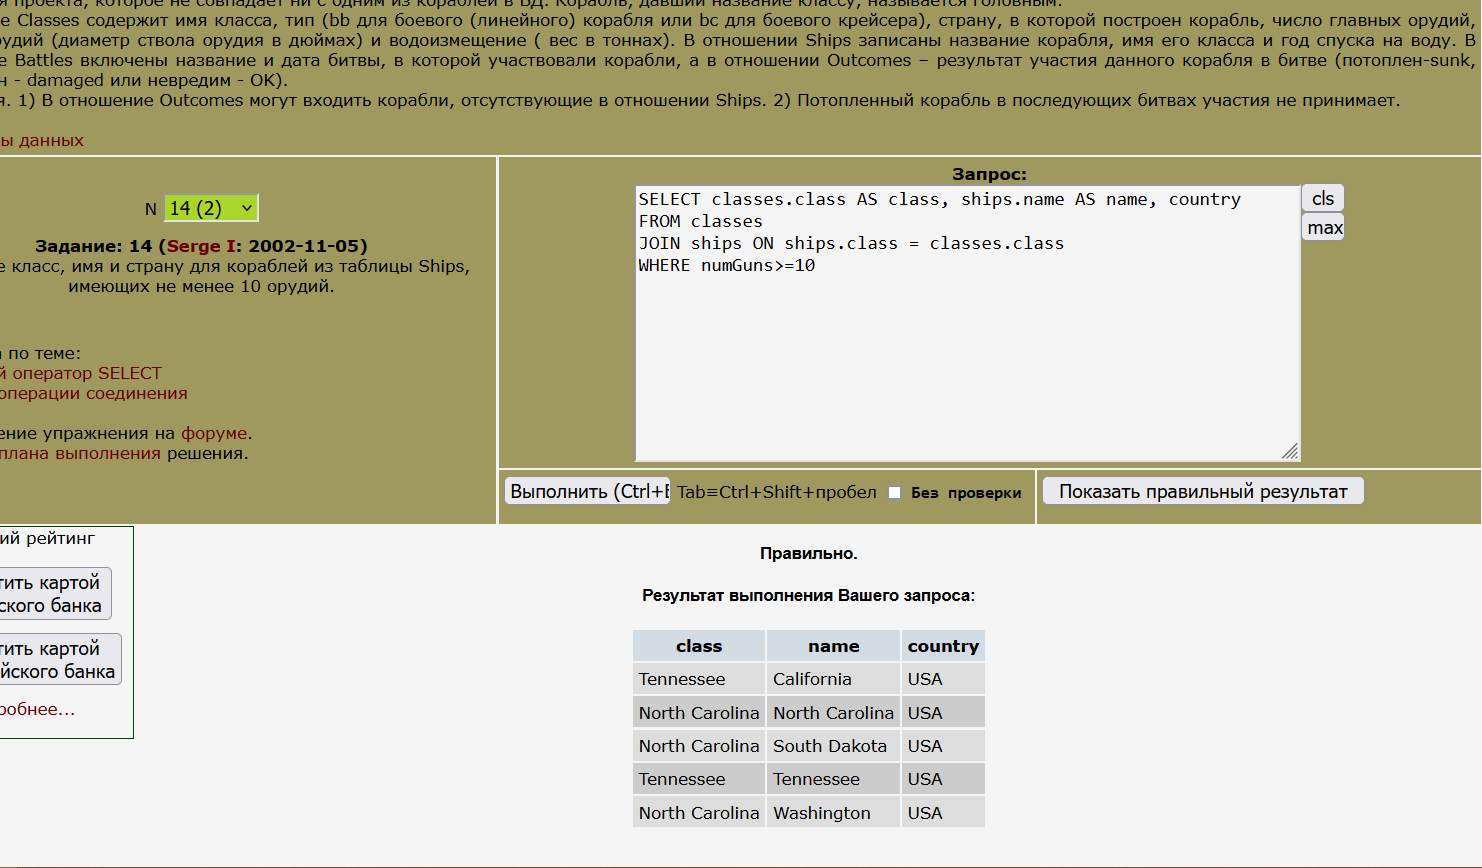 проекта, которое не совпадает ни с одним из кораблей в БД. Корабль, давший название классу, называется головным.
е Classes содержит имя класса, тип (bb для боевого (линейного) корабля или bc для боевого крейсера), страну, в которой построен корабль, число главных орудий,
рудий (диаметр ствола орудия в дюймах) и водоизмещение ( вес в тоннах). В отношении Ships записаны название корабля, имя его класса и год спуска на воду. В
е Battles включены название и дата битвы, в которой участвовали корабли, а в отношении Outcomes – результат участия данного корабля в битве (потоплен-sunk,
н - damaged или невредим - OK).
я. 1) В отношение Outcomes могут входить корабли, отсутствующие в отношении Ships. 2) Потопленный корабль в последующих битвах участия не принимает.
ы данных
N 14 (2)
Задание: 14 (Serge I: 2002-11-05)
е класс, имя и страну для кораблей из таблицы Ships,
имеющих не менее 10 орудий.
по теме:
й оператор SELECT
операции соединения
ение упражнения на форуме.
плана выполнения решения.
Запрос:
SELECT classes.class AS class, ships.name AS name, country
FROM classes
JOIN ships ON ships.class = classes.class
WHERE numGuns>=10
cls
max
Выполнить (Ctrl+E Tab≡Ctrl+Shift+пробел Без проверки
Показать правильный результат
ий рейтинг
тить картой
ского банка
тить картой
йского банка
робнее...
Правильно.
Результат выполнения Вашего запроса:
class name country
Tennessee California USA
North Carolina North Carolina USA
North Carolina South Dakota USA
Tennessee Tennessee USA
North Carolina Washington USA